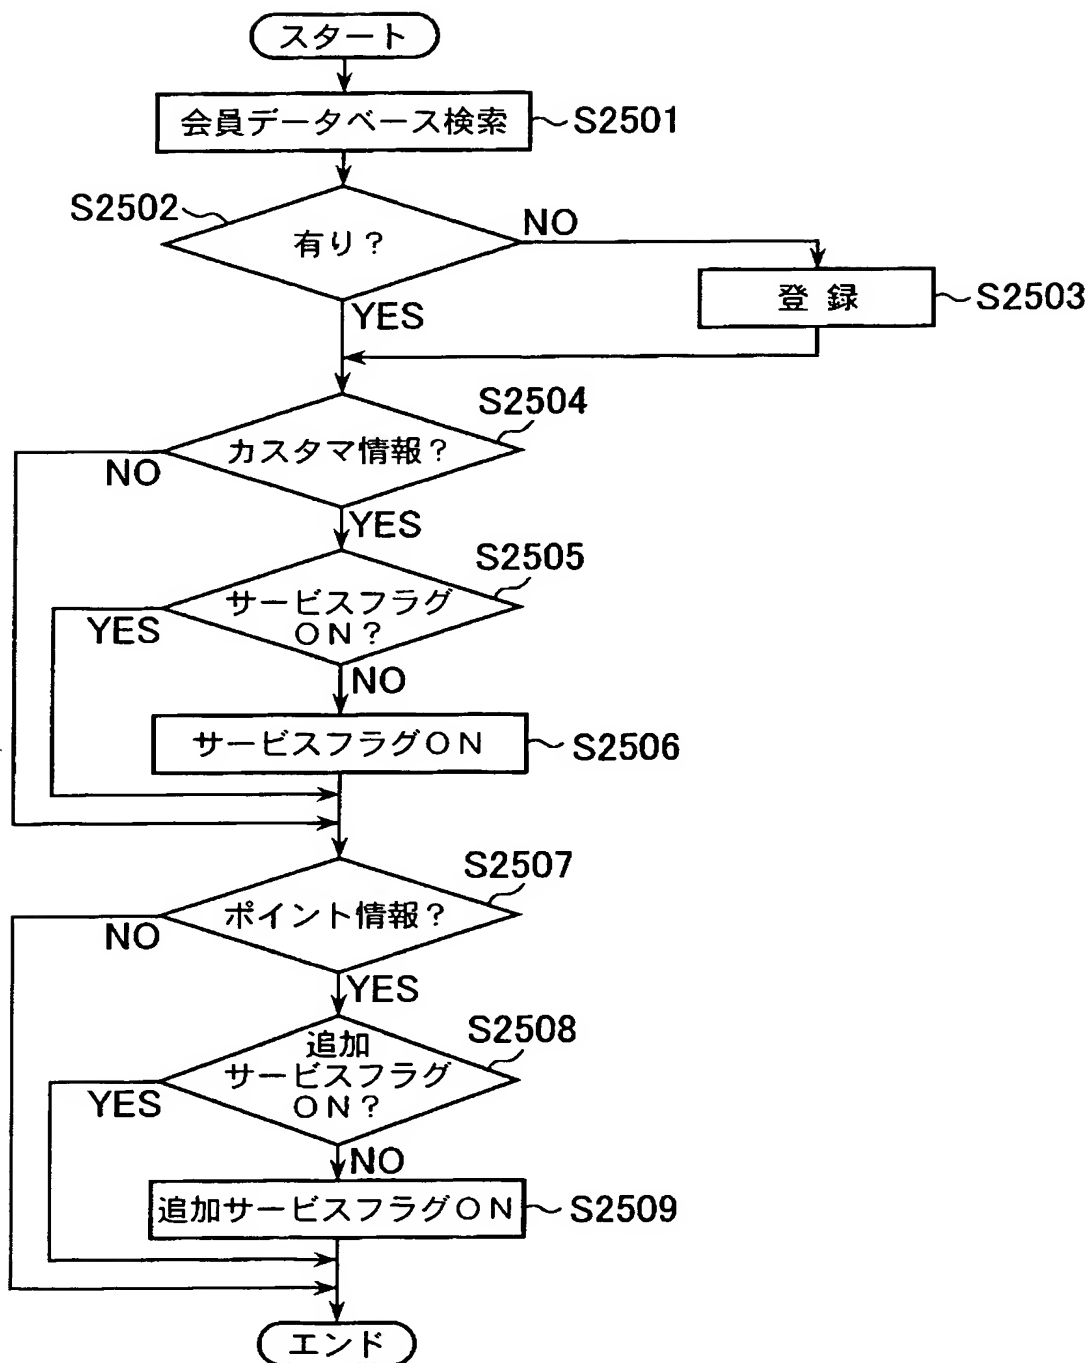 スタート
会員データベース検索
S2501
S2502
有り？
NO
YES
登 録
S2503
S2504
カスタマ情報？
NO
YES
S2505
サービスフラグ
ＯＮ？
YES
NO
サービスフラグＯＮ
S2506
S2507
ポイント情報？
NO
YES
S2508
追加
サービスフラグ
ＯＮ？
YES
NO
追加サービスフラグＯＮ
S2509
エンド